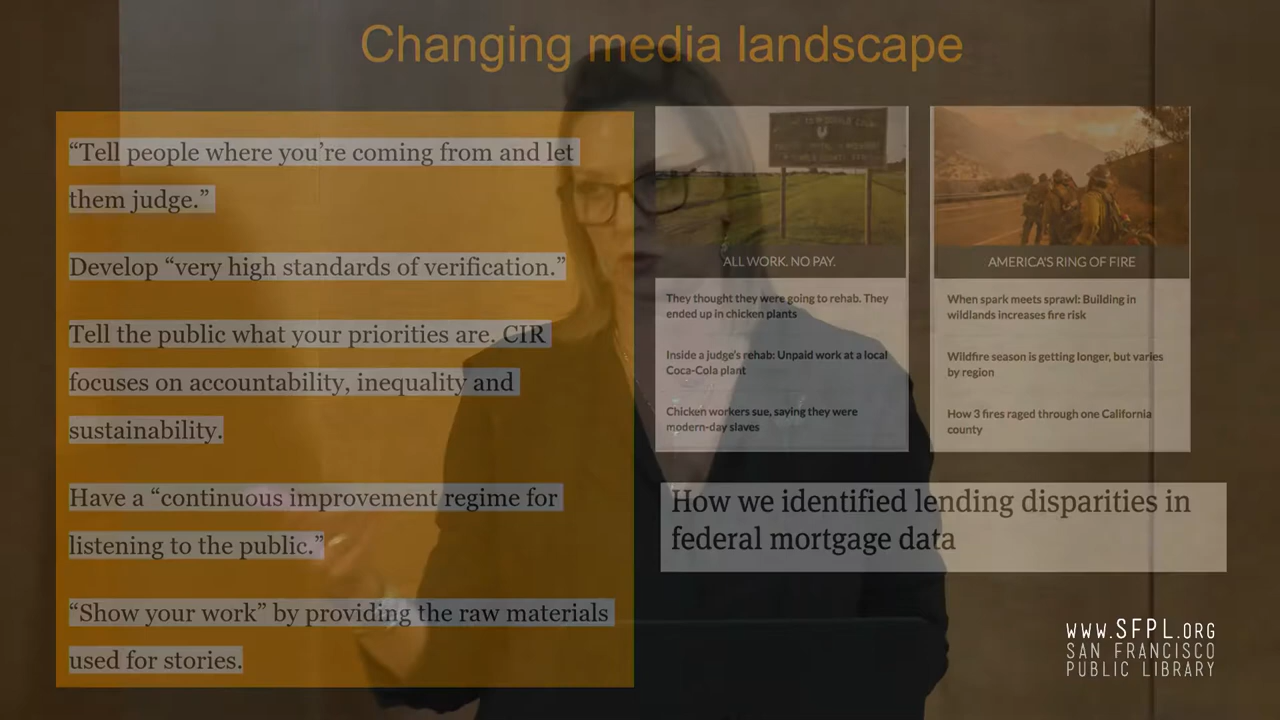 Changing media landscape
“Tell people where you’re coming from and let
them judge.”
Develop “very high standards of verification.”
Tell the public what your priorities are. CIR
focuses on accountability, inequality and
sustainability.
Have a “continuous improvement regime for
listening to the public.”
“Show your work” by providing the raw materials
used for stories.
ALL WORK. NO PAY.
They thought they were going to rehab. They
ended up in chicken plants
Inside a judge's rehab: Unpaid work at a local
Coca-Cola plant
Chicken workers sue, saying they were
modern-day slaves
AMERICA'S RING OF FIRE
When spark meets sprawl: Building in
wildlands increases fire risk
Wildfire season is getting longer, but varies
by region
How 3 fires raged through one California
county
How we identified lending disparities in
federal mortgage data
WWW.SFPL.ORG
SAN FRANCISCO
PUBLIC LIBRARY